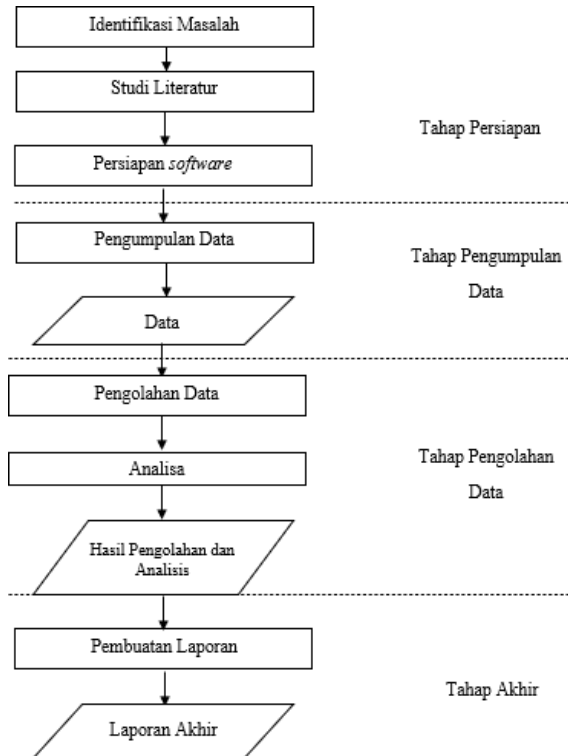 Identifikasi Masalah
Studi Literatur
Tahap Persiapan
Persiapan software
Pengumpulan Data
Tahap Pengumpulan
Data
Data
Pengolahan Data
Analisa
Tahap Pengolahan
Data
Hasil Pengolahan dan
Analisis
Pembuatan Laporan
Tahap Akhir
Laporan Akhir